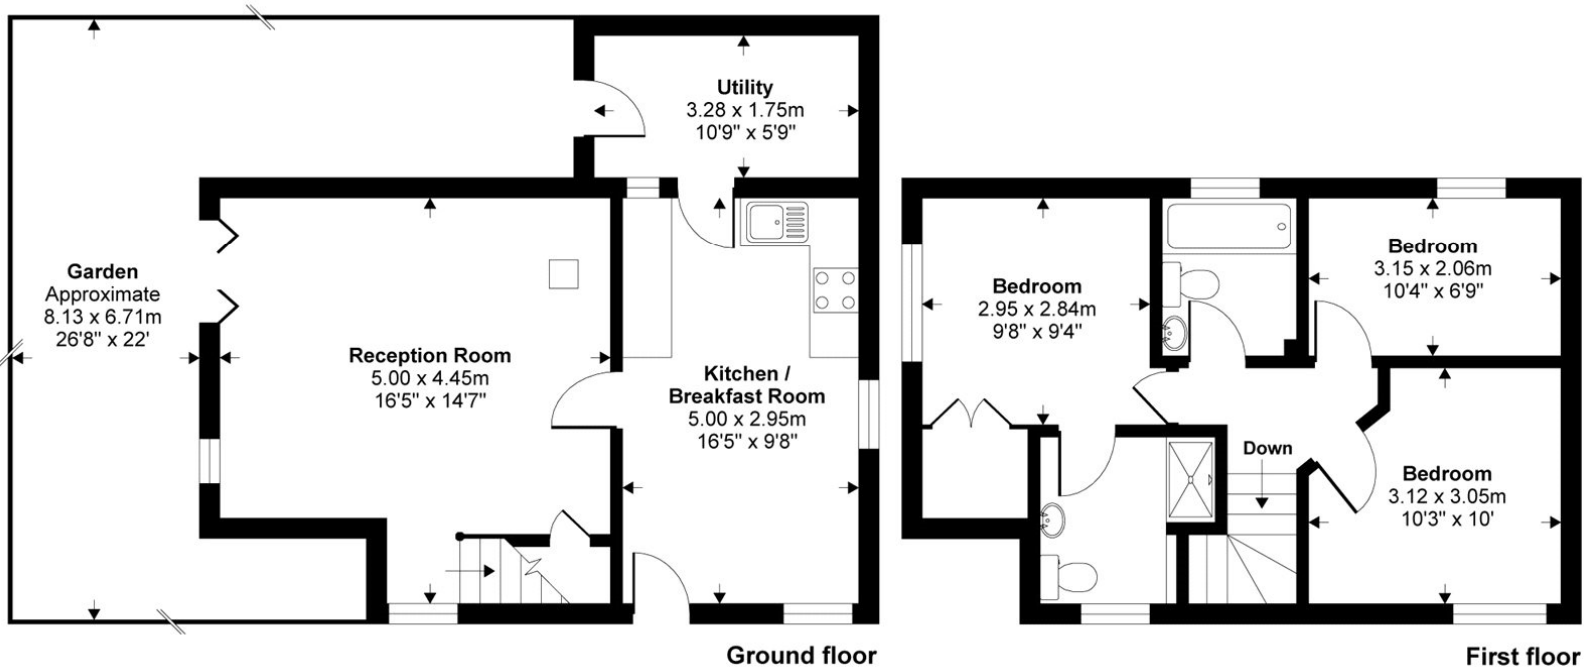 Utility
3.28 x 1.75m
10'9" x 5'9"
Garden
Approximate
8.13 x 6.71m
26'8" x 22'
Reception Room
5.00 x 4.45m
16'5" x 14'7"
Kitchen /
Breakfast Room
5.00 x 2.95m
16'5" x 9'8"
Ground floor
Bedroom
2.95 x 2.84m
9'8" x 9'4"
Bedroom
3.15 x 2.06m
10'4" x 6'9"
Down
Bedroom
3.12 x 3.05m
10'3" x 10'
First floor